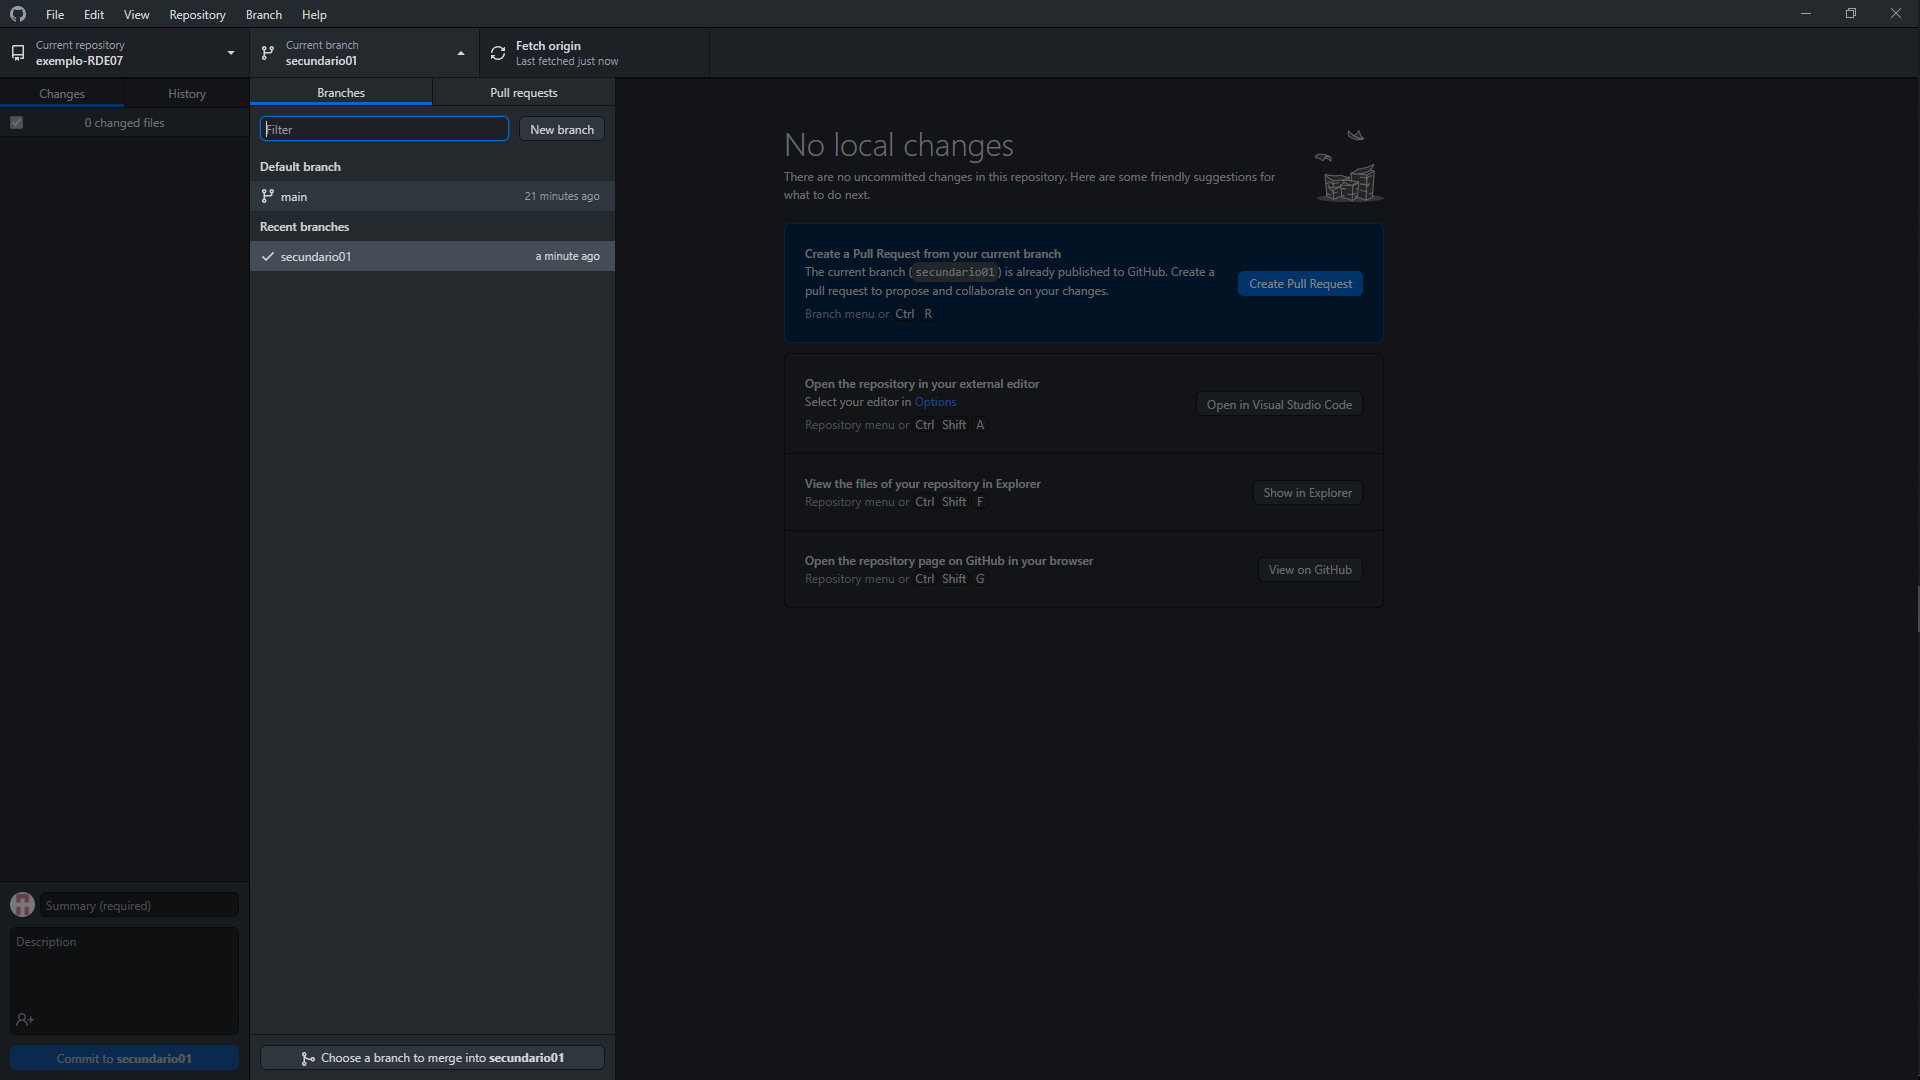 File Edit View Repository Branch Help
Current repository
exemplo-RDE07
Current branch
secundario01
Fetch origin
Last fetched just now
Changes History
0 changed files
Branches Pull requests
Filter New branch
Default branch
main 21 minutes ago
Recent branches
secundario01 a minute ago
No local changes
There are no uncommitted changes in this repository. Here are some friendly suggestions for
what to do next.
Create a Pull Request from your current branch
The current branch (secundario01) is already published to GitHub. Create a
pull request to propose and collaborate on your changes.
Branch menu or Ctrl R
Create Pull Request
Open the repository in your external editor
Select your editor in Options
Repository menu or Ctrl Shift A
Open in Visual Studio Code
View the files of your repository in Explorer
Repository menu or Ctrl Shift F
Show in Explorer
Open the repository page on GitHub in your browser
Repository menu or Ctrl Shift G
View on GitHub
Summary (required)
Description
Commit to secundario01
Choose a branch to merge into secundario01